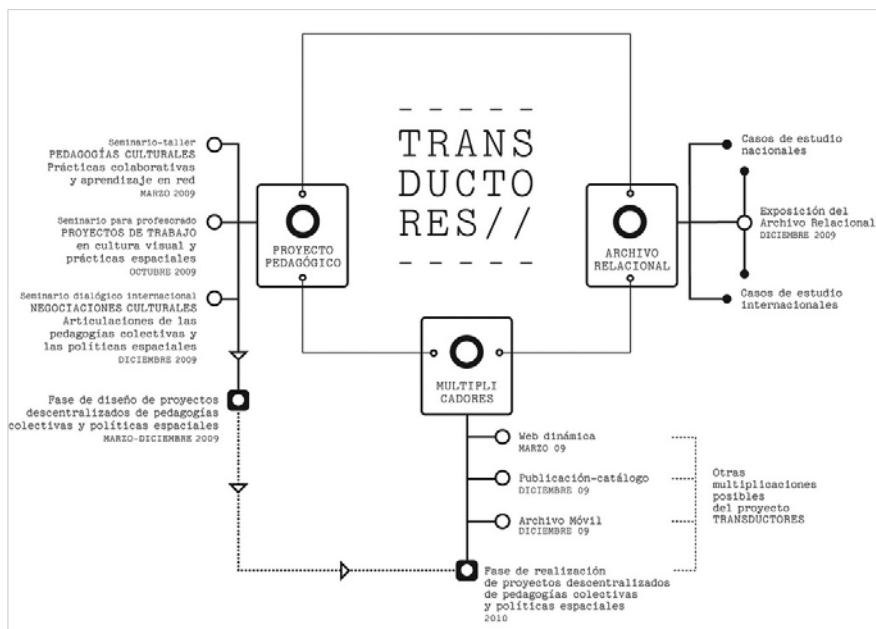 TRANS
DUCTO
RES//
Seminario-taller
PEDAGOGÍAS CULTURALES
Prácticas colaborativas
y aprendizaje en red
MARZO 2009
Seminario para profesorado
PROYECTOS DE TRABAJO
en cultura visual y
prácticas espaciales
OCTUBRE 2009
Seminario dialógico internacional
NEGOCIACIONES CULTURALES
Articulaciones de las
pedagogías colectivas y
las políticas espaciales
DICIEMBRE 2009
Fase de diseño de proyectos
descentralizados de pedagogías
colectivas y políticas espaciales
MARZO-DICIEMBRE 2009
PROYECTO
PEDAGÓGICO
ARCHIVO
RELACIONAL
Casos de estudio
nacionales
Exposición del
Archivo Relacional
DICIEMBRE 2009
Casos de estudio
internacionales
MULTIPLI
CADORES
Web dinámica
MARZO 09
Publicación-catálogo
DICIEMBRE 09
Archivo Móvil
DICIEMBRE 09
Fase de realización
de proyectos descentralizados
de pedagogías colectivas
y políticas espaciales
2010
Otras
multiplicaciones
posibles
del proyecto
TRANSDUCTORES